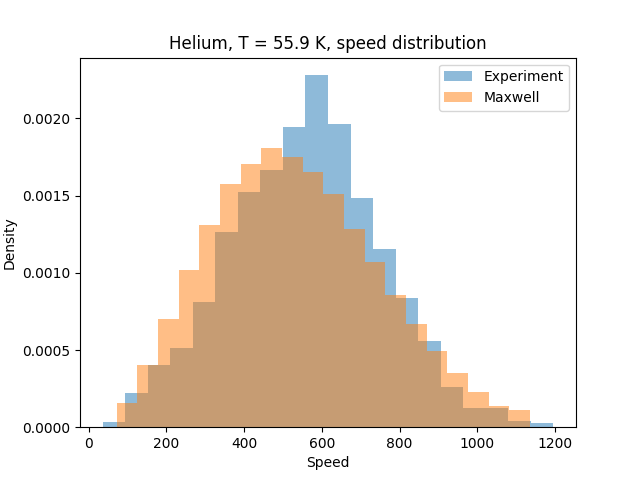 Helium, T = 55.9 K, speed distribution
Experiment
Maxwell
Density
0.0020
0.0015
0.0010
0.0005
0.0000
0 200 400 600 800 1000 1200
Speed